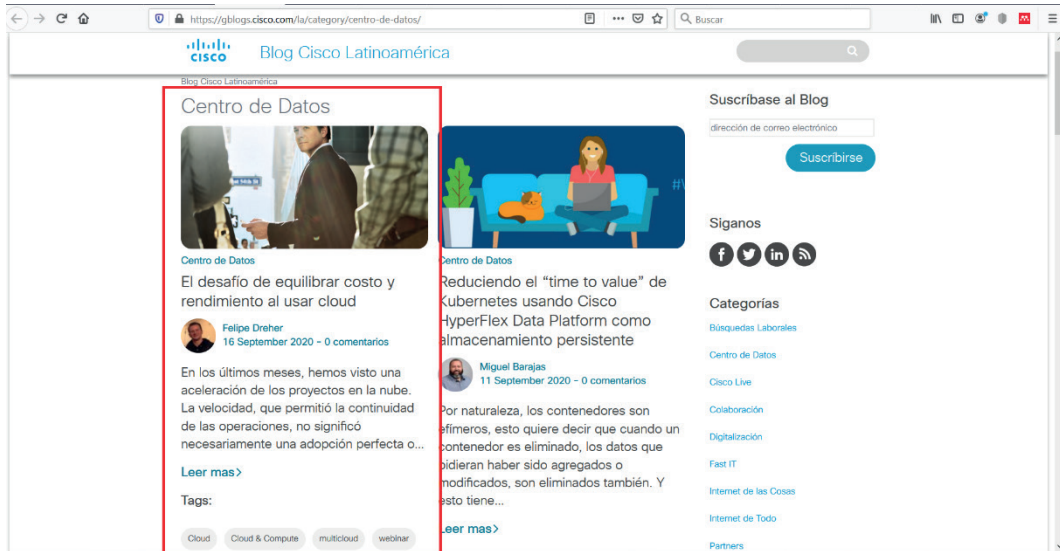 https://gblogs.cisco.com/la/category/centro-de-datos/
Buscar
CISCO
Blog Cisco Latinoamérica
Blog Cisco Latinoamérica
Centro de Datos
Centro de Datos
El desafío de equilibrar costo y
rendimiento al usar cloud
Felipe Dreher
16 September 2020 - 0 comentarios
En los últimos meses, hemos visto una
aceleración de los proyectos en la nube.
La velocidad, que permitió la continuidad
de las operaciones, no significó
necesariamente una adopción perfecta o...
Leer mas>
Tags:
Cloud
Cloud & Compute
multicloud
webinar
Centro de Datos
Reduciendo el “time to value” de
Kubernetes usando Cisco
HyperFlex Data Platform como
almacenamiento persistente
Miguel Barajas
11 September 2020 - 0 comentarios
Por naturaleza, los contenedores son
efímeros, esto quiere decir que cuando un
contenedor es eliminado, los datos que
pidieran haber sido agregados o
modificados, son eliminados también. Y
esto tiene...
Leer mas>
Suscríbase al Blog
dirección de correo electrónico
Suscribirse
Siganos
Categorías
Búsquedas Laborales
Centro de Datos
Cisco Live
Colaboración
Digitalización
Fast IT
Internet de las Cosas
Internet de Todo
Partners